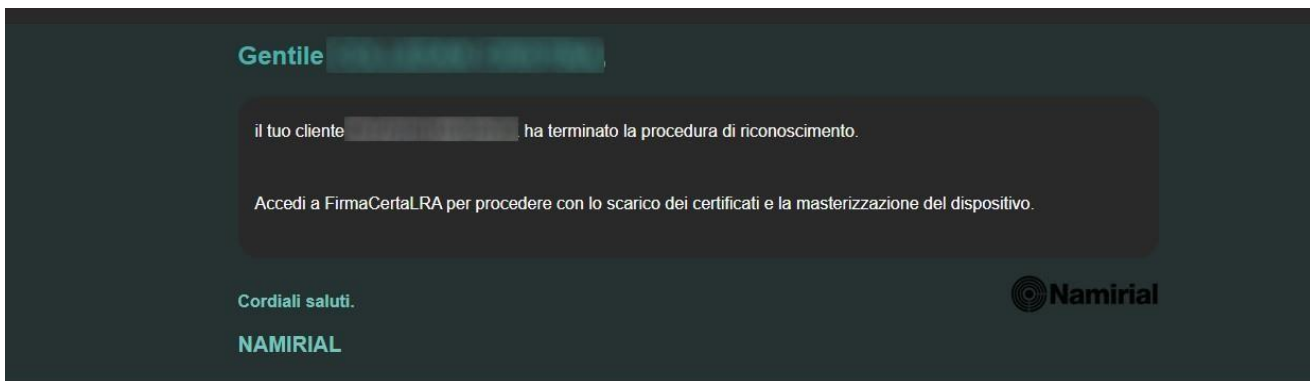 Gentile ,
il tuo cliente ha terminato la procedura di riconoscimento.
Accedi a FirmaCertaLRA per procedere con lo scarico dei certificati e la masterizzazione del dispositivo.
Cordiali saluti.
Namirial
NAMIRIAL